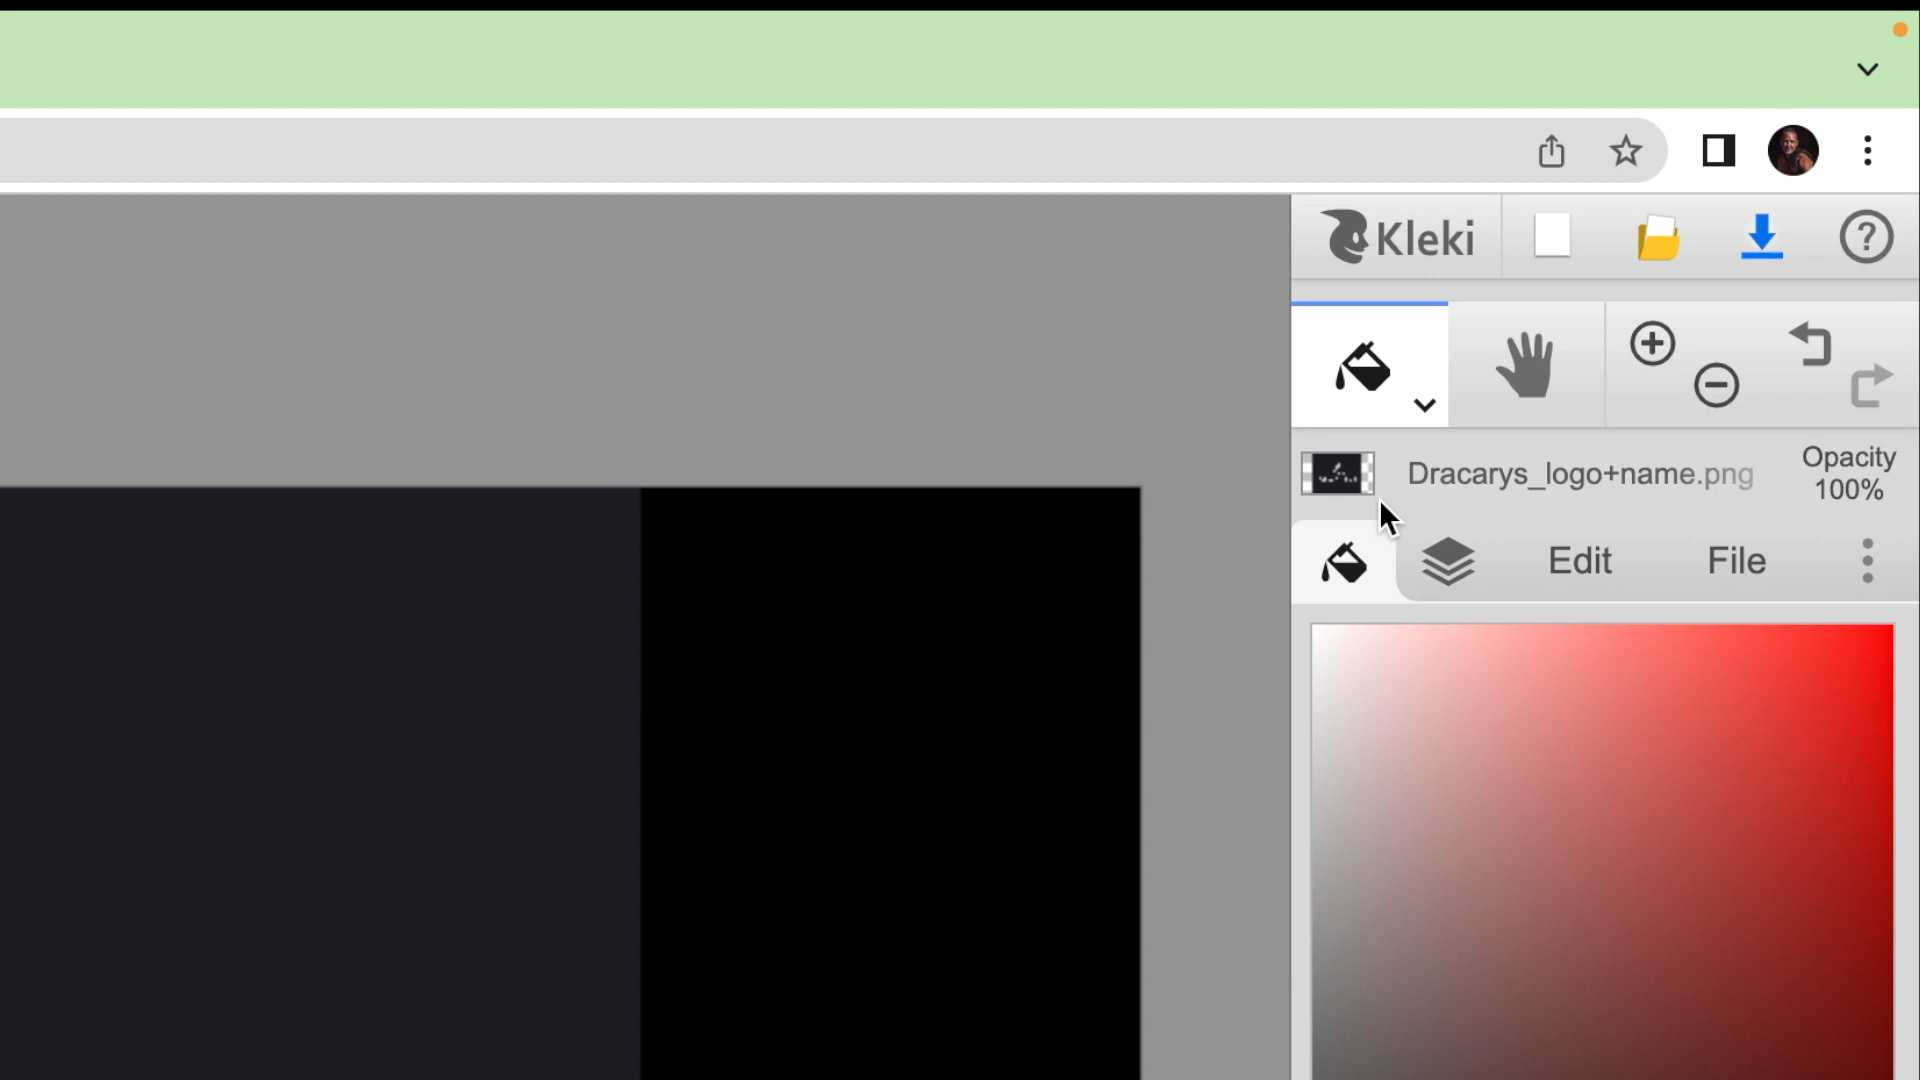 Kleki
?
Dracarys_logo+name.png
Opacity
100%
Edit
File